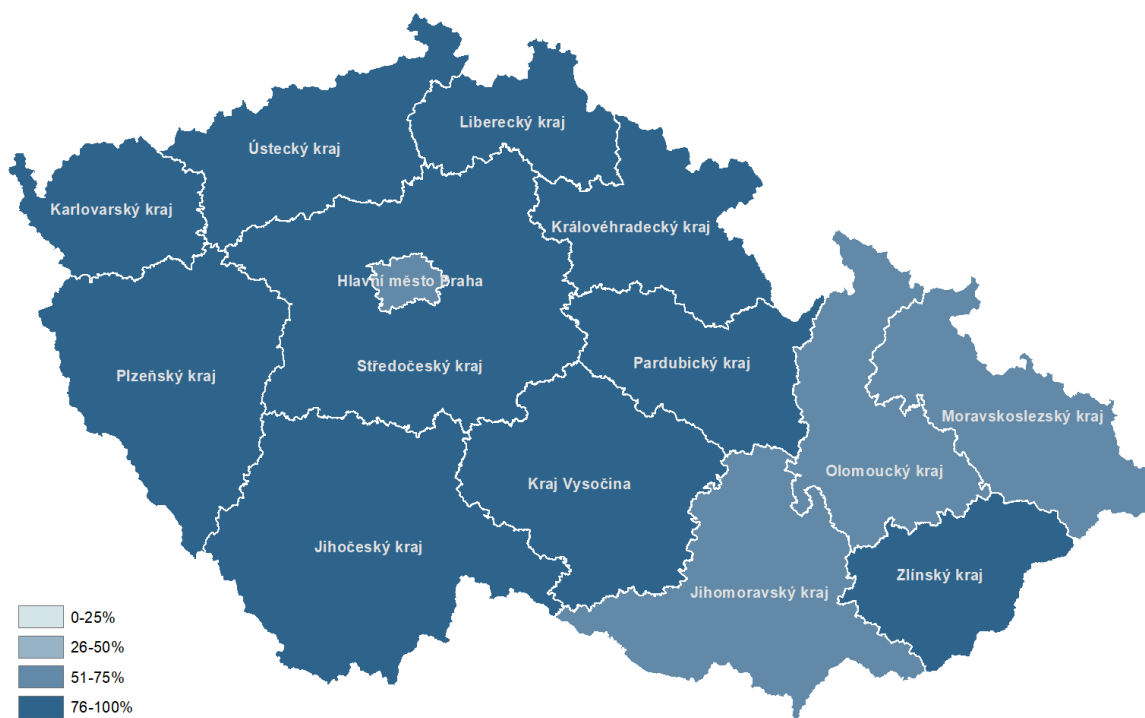 Liberecký kraj
Ústecký kraj
Karlovarský kraj
Královéhradecký kraj
Hlavní město Praha
Plzeňský kraj
Středočeský kraj
Pardubický kraj
Moravskoslezský kraj
Olomoucký kraj
Kraj Vysočina
Jihočeský kraj
Zlínský kraj
Jihomoravský kraj
0-25%
26-50%
51-75%
76-100%